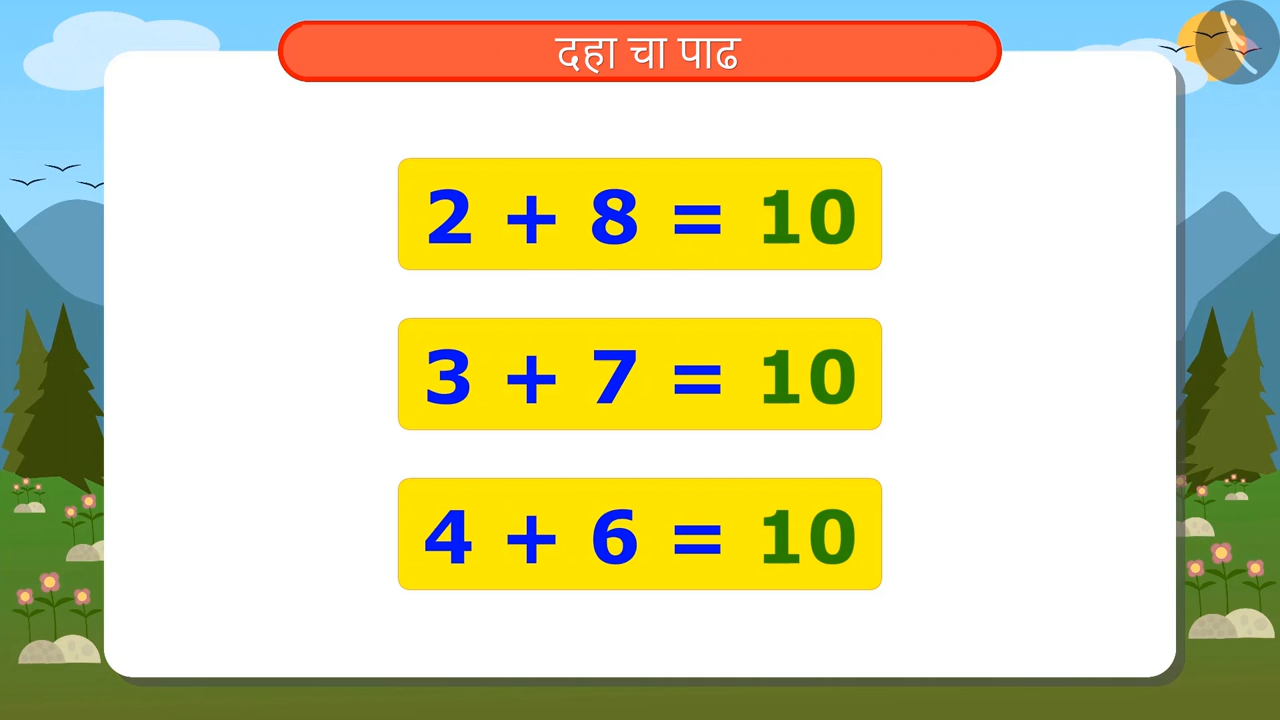 दहा चा पाढ
2 + 8 = 10
3 + 7 = 10
4 + 6 = 10